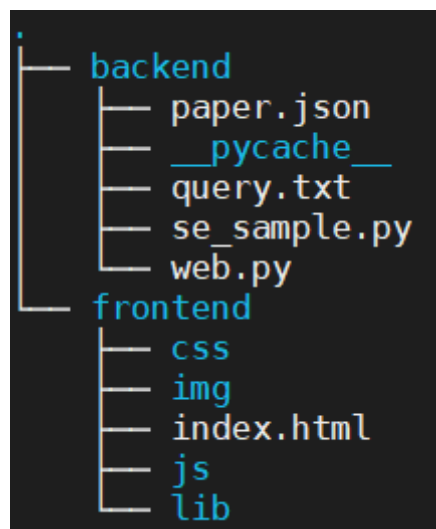 .
├── backend
│   ├── paper.json
│   ├── __pycache__
│   ├── query.txt
│   ├── se_sample.py
│   └── web.py
└── frontend
    ├── css
    ├── img
    ├── index.html
    ├── js
    └── lib